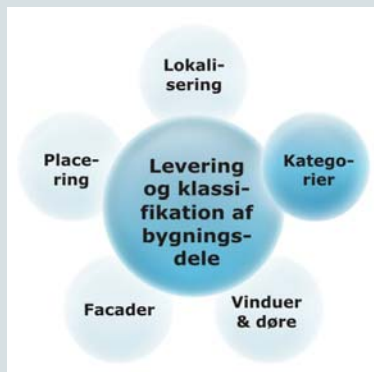 Lokali-
sering
Place-
ring
Levering
og klassi-
fikation af
bygnings-
dele
Katego-
rier
Facader
Vinduer
& døre